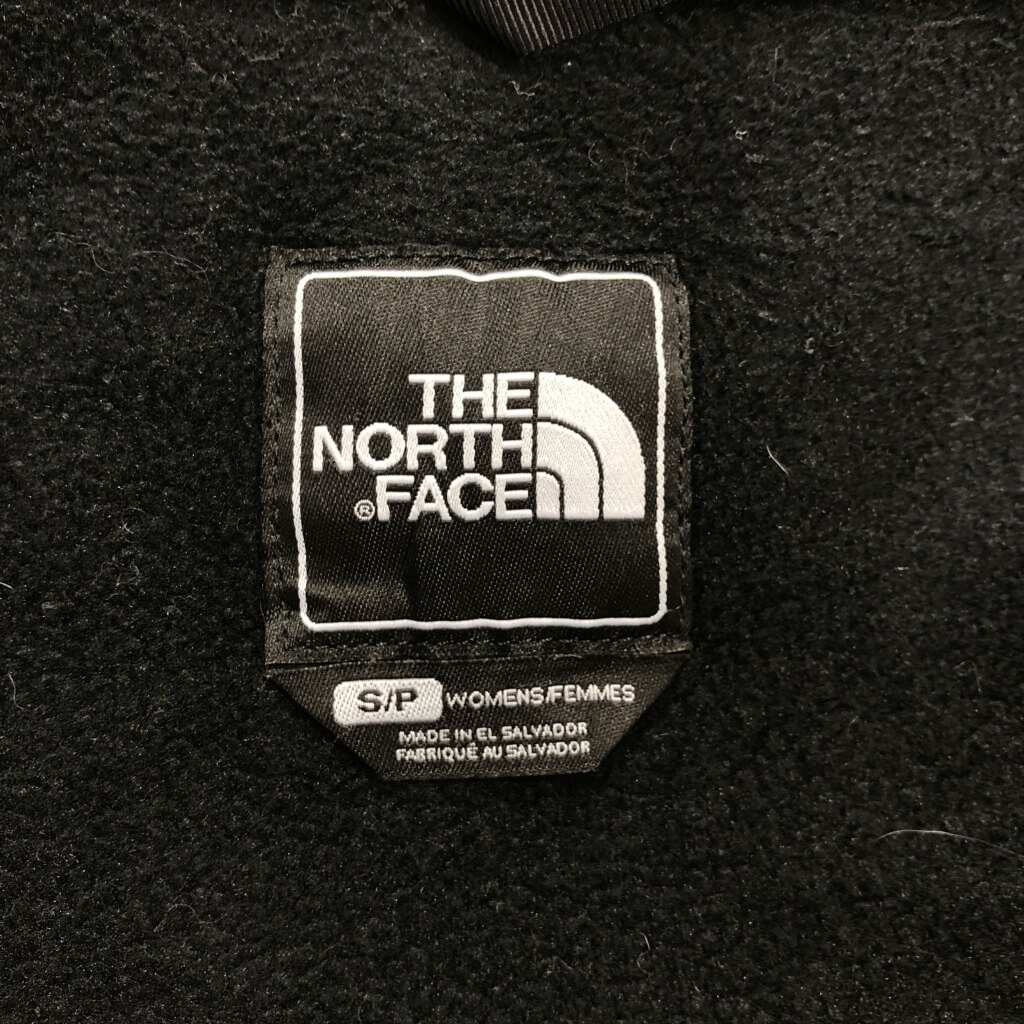 THE
NORTH
®FACE
S/P WOMENS/FEMMES
MADE IN EL SALVADOR
FABRIQUÉ AU SALVADOR